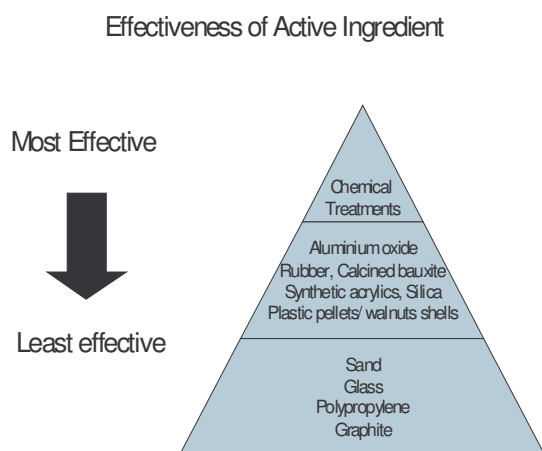 Effectiveness of Active Ingredient
Most Effective
Chemical
Treatments
Aluminium oxide
Rubber, Calcined bauxite
Synthetic acrylics, Silica
Plastic pellets/ walnuts shells
Least effective
Sand
Glass
Polypropylene
Graphite